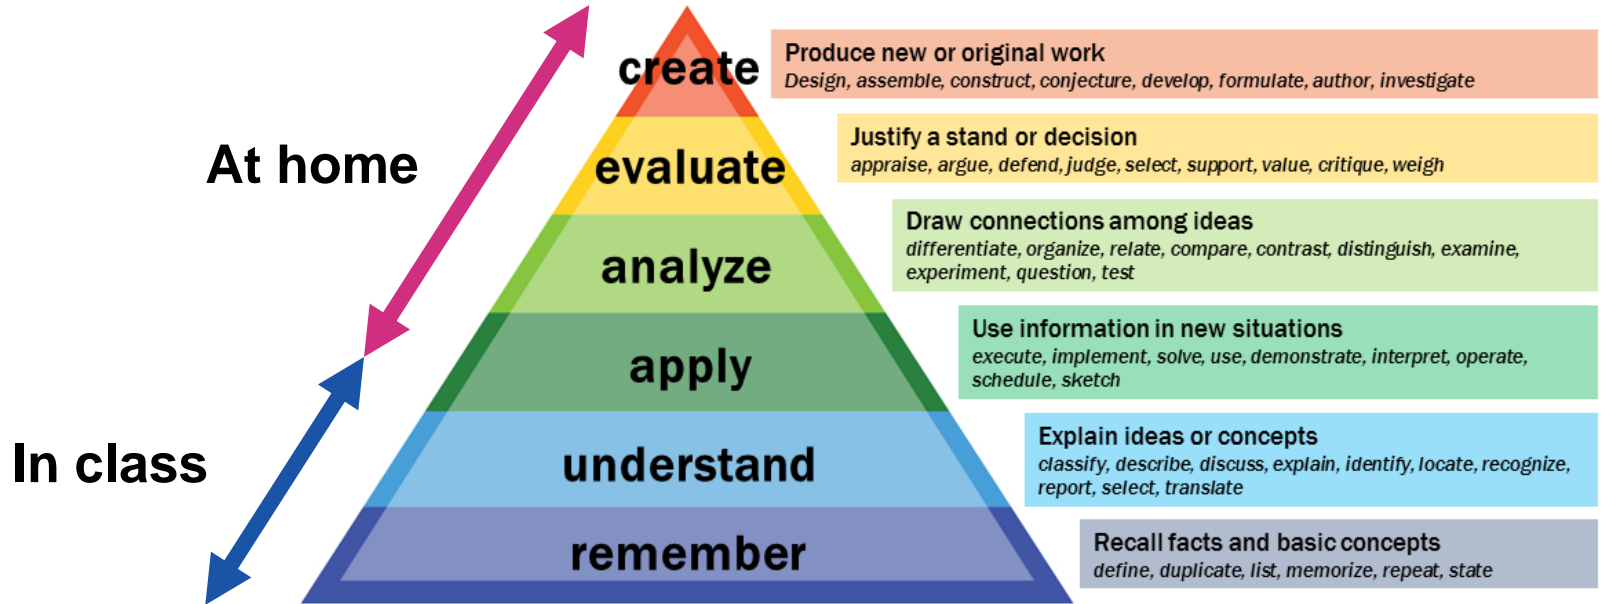 create
Produce new or original work
Design, assemble, construct, conjecture, develop, formulate, author, investigate
At home
evaluate
Justify a stand or decision
appraise, argue, defend, judge, select, support, value, critique, weigh
analyze
Draw connections among ideas
differentiate, organize, relate, compare, contrast, distinguish, examine,
experiment, question, test
apply
Use information in new situations
execute, implement, solve, use, demonstrate, interpret, operate,
schedule, sketch
In class
understand
Explain ideas or concepts
classify, describe, discuss, explain, identify, locate, recognize,
report, select, translate
remember
Recall facts and basic concepts
define, duplicate, list, memorize, repeat, state